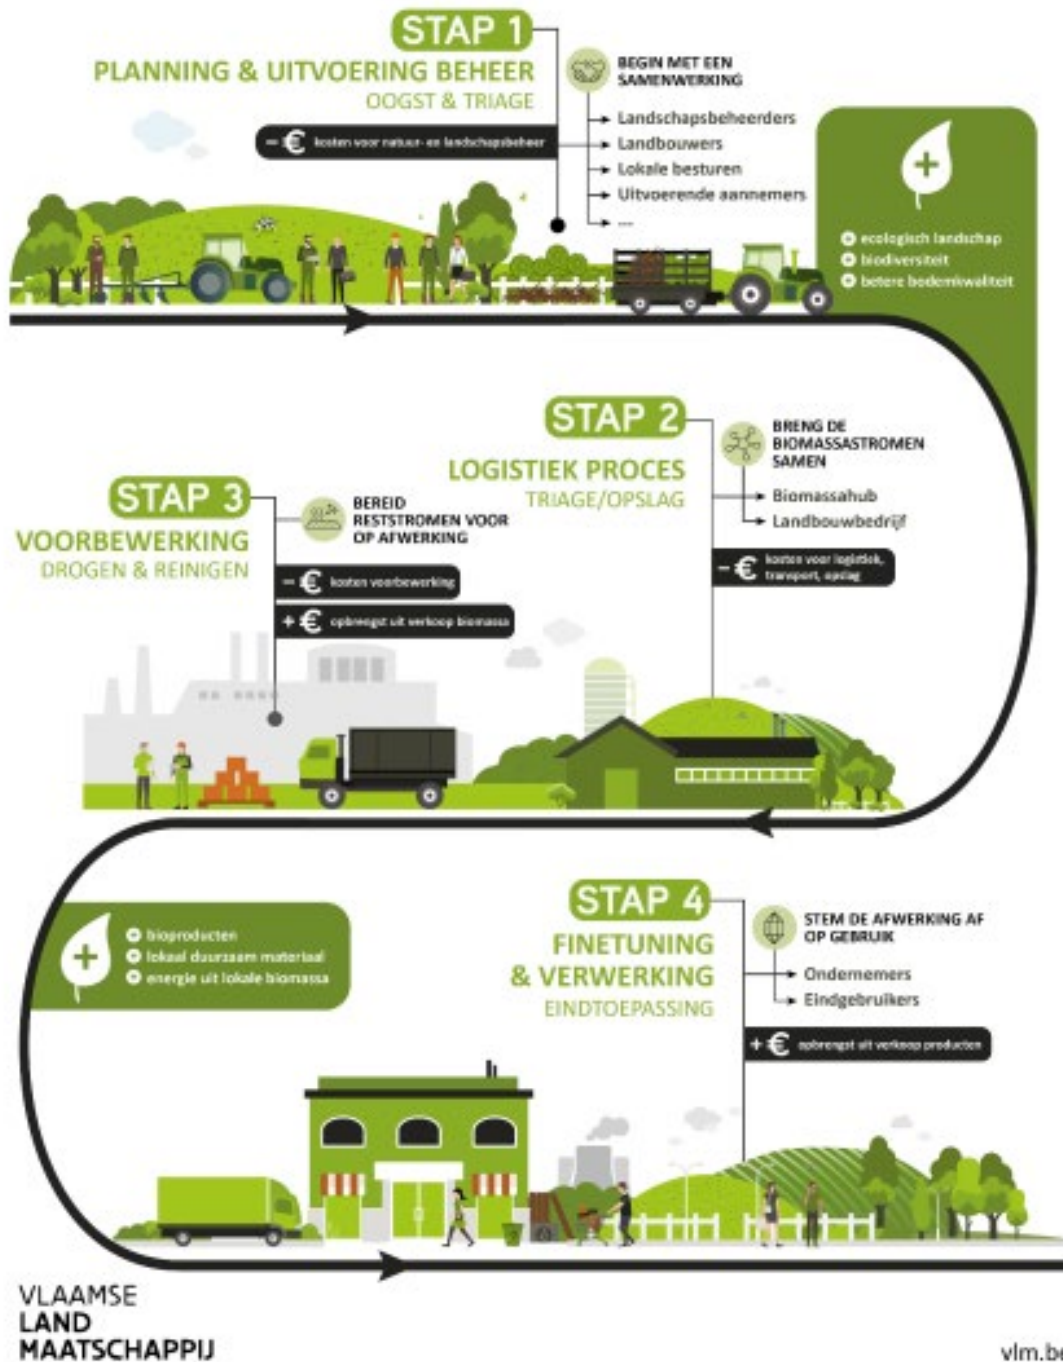 STAP 1
PLANNING & UITVOERING BEHEER
OOGST & TRIAGE
– € kosten voor natuur- en landschapsbeheer
BEGIN MET EEN
SAMENWERKING
Landschapsbeheerders
Landbouwers
Lokale besturen
Uitvoerende aannemers
...
+
+ ecologisch landschap
+ biodiversiteit
+ betere bodemkwaliteit
STAP 2
LOGISTIEK PROCES
TRIAGE/OPSLAG
BRENG DE
BIOMASSASTROMEN
SAMEN
Biomassahub
Landbouwbedrijf
– € kosten voor logistiek,
transport, opslag
STAP 3
VOORBEWERKING
DROGEN & REINIGEN
BEREID
RESTSTROMEN VOOR
OP AFWERKING
– € kosten voorbewerking
+ € opbrengst uit verkoop biomassa
+
+ bioproducten
+ lokaal duurzaam materiaal
+ energie uit lokale biomassa
STAP 4
FINETUNING
& VERWERKING
EINDTOEPASSING
STEM DE AFWERKING AF
OP GEBRUIK
Ondernemers
Eindgebruikers
+ € opbrengst uit verkoop producten
VLAAMSE
LAND
MAATSCHAPPIJ
vlm.be